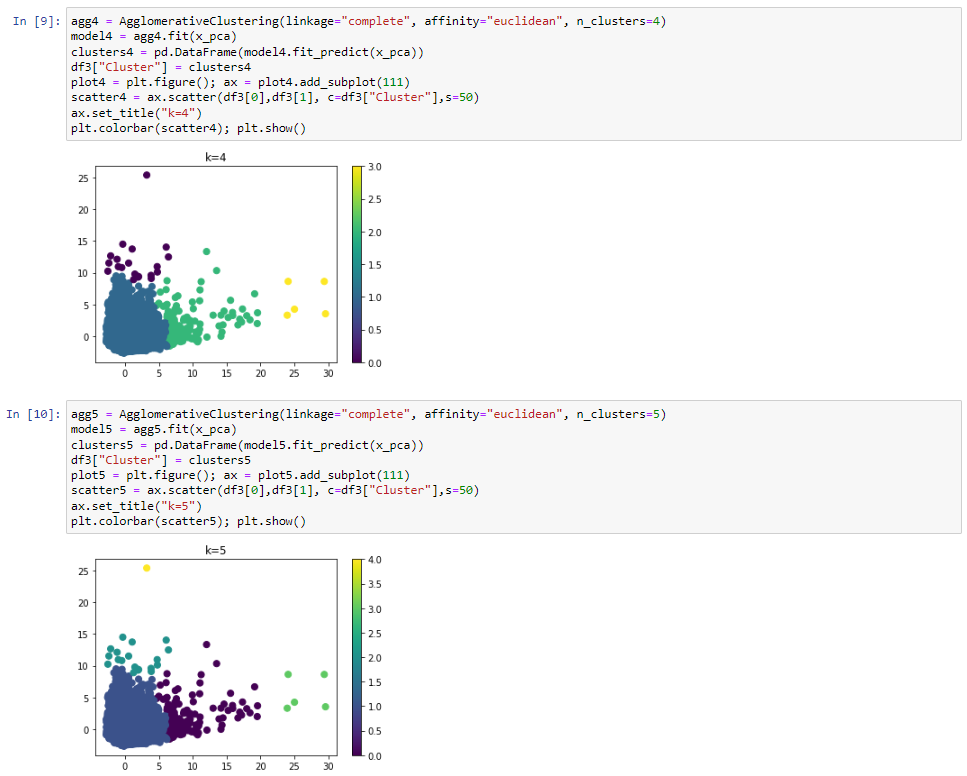 In [9]: agg4 = AgglomerativeClustering(linkage="complete", affinity="euclidean", n_clusters=4)
model4 = agg4.fit(x_pca)
clusters4 = pd.DataFrame(model4.fit_predict(x_pca))
df3["Cluster"] = clusters4
plot4 = plt.figure(); ax = plot4.add_subplot(111)
scatter4 = ax.scatter(df3[0],df3[1], c=df3["Cluster"],s=50)
ax.set_title("k=4")
plt.colorbar(scatter4); plt.show()
k=4
25
20
15
10
5
0
0 5 10 15 20 25 30
3.0
2.5
2.0
1.5
1.0
0.5
0.0
In [10]: agg5 = AgglomerativeClustering(linkage="complete", affinity="euclidean", n_clusters=5)
model5 = agg5.fit(x_pca)
clusters5 = pd.DataFrame(model5.fit_predict(x_pca))
df3["Cluster"] = clusters5
plot5 = plt.figure(); ax = plot5.add_subplot(111)
scatter5 = ax.scatter(df3[0],df3[1], c=df3["Cluster"],s=50)
ax.set_title("k=5")
plt.colorbar(scatter5); plt.show()
k=5
25
20
15
10
5
0
0 5 10 15 20 25 30
4.0
3.5
3.0
2.5
2.0
1.5
1.0
0.5
0.0